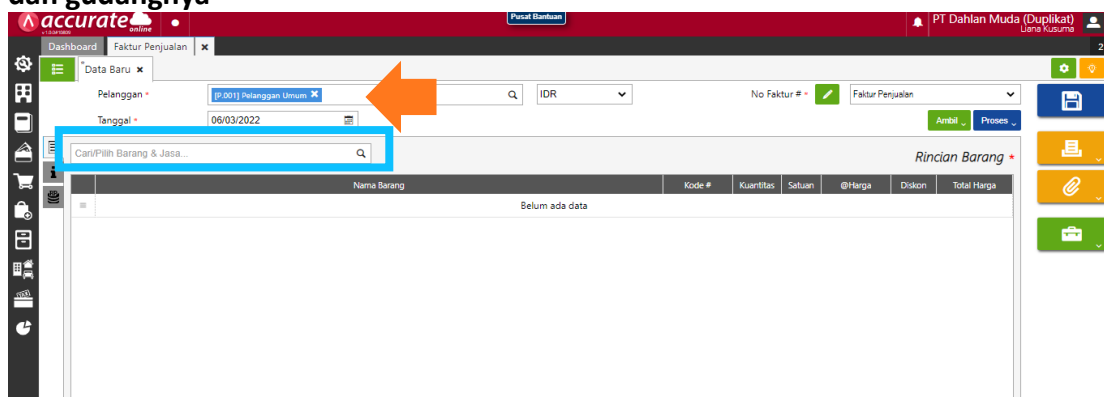 dan gudangnya
accurate online
Pusat Bantuan
PT Dahlan Muda (Duplikat)
Liana Kusuma
Dashboard
Faktur Penjualan
2
Data Baru
Pelanggan *
[P.001] Pelanggan Umum
IDR
No Faktur # *
Faktur Penjualan
Tanggal *
06/03/2022
Ambil
Proses
Cari/Pilih Barang & Jasa...
Rincian Barang *
Nama Barang
Kode #
Kuantitas
Satuan
@Harga
Diskon
Total Harga
Belum ada data